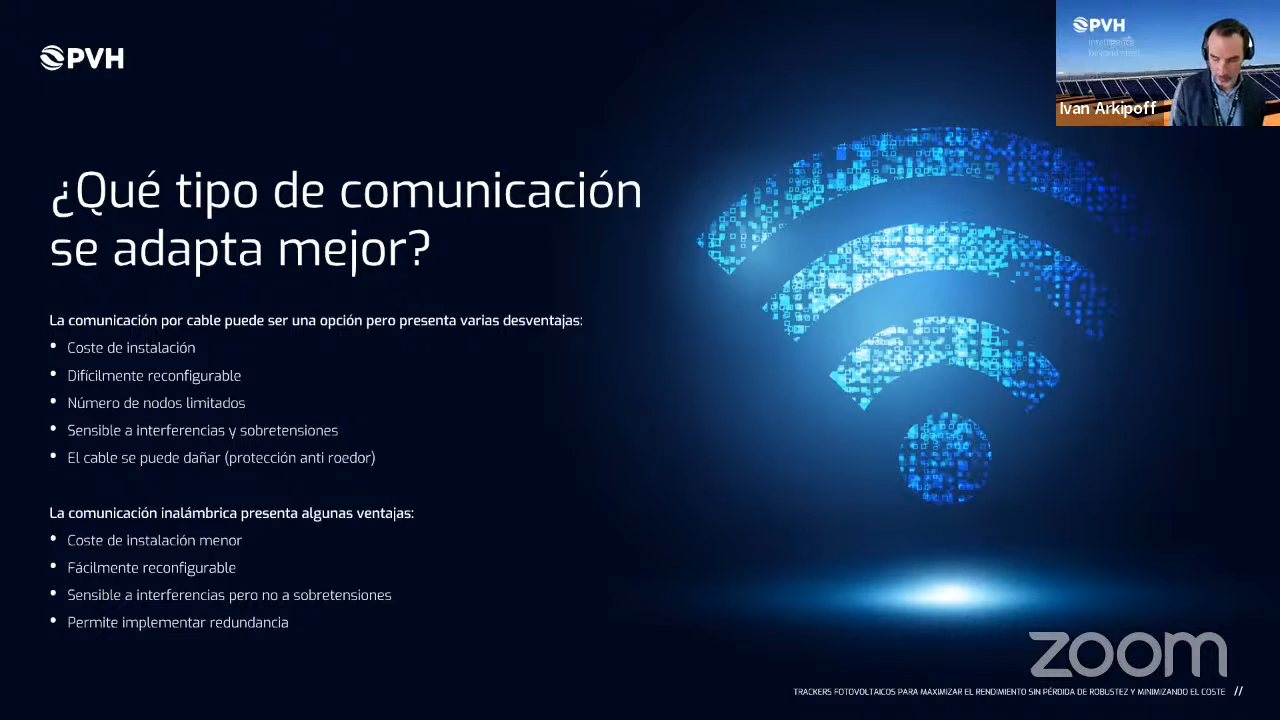 PVH
PVH
Ivan Arkipoff
¿Qué tipo de comunicación
se adapta mejor?
La comunicación por cable puede ser una opción pero presenta varias desventajas:
• Coste de instalación
• Difícilmente reconfigurable
• Número de nodos limitados
• Sensible a interferencias y sobretensiones
• El cable se puede dañar (protección anti roedor)
La comunicación inalámbrica presenta algunas ventajas:
• Coste de instalación menor
• Fácilmente reconfigurable
• Sensible a interferencias pero no a sobretensiones
• Permite implementar redundancia
zoom
TRACKERS FOTOVOLTAICOS PARA MAXIMIZAR EL RENDIMIENTO SIN PÉRDIDA DE ROBUSTEZ Y MINIMIZANDO EL COSTE //